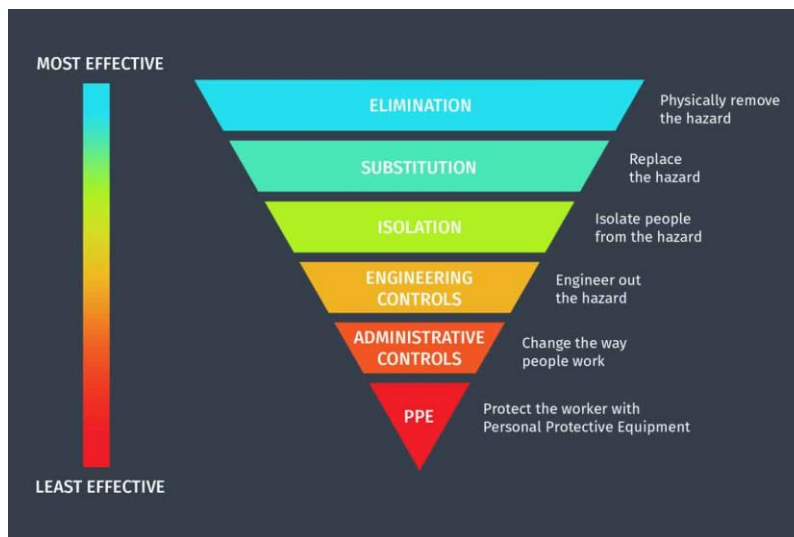 MOST EFFECTIVE
ELIMINATION
Physically remove
the hazard
SUBSTITUTION
Replace
the hazard
ISOLATION
Isolate people
from the hazard
ENGINEERING
CONTROLS
Engineer out
the hazard
ADMINISTRATIVE
CONTROLS
Change the way
people work
PPE
Protect the worker with
Personal Protective Equipment
LEAST EFFECTIVE